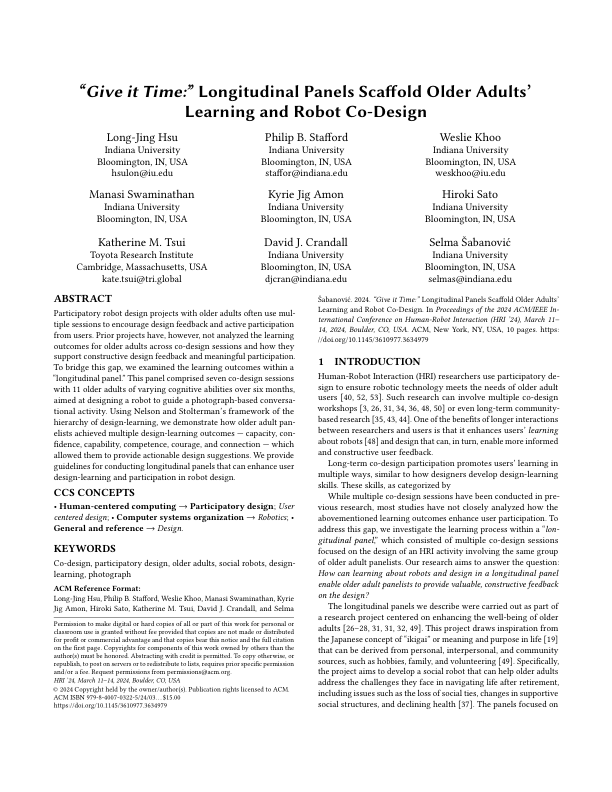 “Give it Time:” Longitudinal Panels Scaffold Older Adults’
Learning and Robot Co-Design
Long-Jing Hsu
Indiana University
Bloomington, IN, USA
hsulon@iu.edu
Philip B. Stafford
Indiana University
Bloomington, IN, USA
staffor@indiana.edu
Weslie Khoo
Indiana University
Bloomington, IN, USA
weskhoo@iu.edu
Manasi Swaminathan
Indiana University
Bloomington, IN, USA
Kyrie Jig Amon
Indiana University
Bloomington, IN, USA
Hiroki Sato
Indiana University
Bloomington, IN, USA
Katherine M. Tsui
Toyota Research Institute
Cambridge, Massachusetts, USA
kate.tsui@tri.global
David J. Crandall
Indiana University
Bloomington, IN, USA
djcran@indiana.edu
Selma Šabanović
Indiana University
Bloomington, IN, USA
selmas@indiana.edu
ABSTRACT
Participatory robot design projects with older adults often use mul-
tiple sessions to encourage design feedback and active participation
from users. Prior projects have, however, not analyzed the learning
outcomes for older adults across co-design sessions and how they
support constructive design feedback and meaningful participation.
To bridge this gap, we examined the learning outcomes within a
“longitudinal panel.” This panel comprised seven co-design sessions
with 11 older adults of varying cognitive abilities over six months,
aimed at designing a robot to guide a photograph-based conversa-
tional activity. Using Nelson and Stolterman’s framework of the
hierarchy of design-learning, we demonstrate how older adult pan-
elists achieved multiple design-learning outcomes — capacity, con-
fidence, capability, competence, courage, and connection — which
allowed them to provide actionable design suggestions. We provide
guidelines for conducting longitudinal panels that can enhance user
design-learning and participation in robot design.
CCS CONCEPTS
• Human-centered computing → Participatory design; User
centered design; • Computer systems organization → Robotics; •
General and reference → Design.
KEYWORDS
Co-design, participatory design, older adults, social robots, design-
learning, photograph
ACM Reference Format:
Long-Jing Hsu, Philip B. Stafford, Weslie Khoo, Manasi Swaminathan, Kyrie
Jig Amon, Hiroki Sato, Katherine M. Tsui, David J. Crandall, and Selma
Permission to make digital or hard copies of all or part of this work for personal or
classroom use is granted without fee provided that copies are not made or distributed
for profit or commercial advantage and that copies bear this notice and the full citation
on the first page. Copyrights for components of this work owned by others than the
author(s) must be honored. Abstracting with credit is permitted. To copy otherwise, or
republish, to post on servers or to redistribute to lists, requires prior specific permission
and/or a fee. Request permissions from permissions@acm.org.
HRI ’24, March 11–14, 2024, Boulder, CO, USA
© 2024 Copyright held by the owner/author(s). Publication rights licensed to ACM.
ACM ISBN 979-8-4007-0322-5/24/03...$15.00
https://doi.org/10.1145/3610977.3634979
Šabanović. 2024. “Give it Time:” Longitudinal Panels Scaffold Older Adults’
Learning and Robot Co-Design. In Proceedings of the 2024 ACM/IEEE In-
ternational Conference on Human-Robot Interaction (HRI ’24), March 11–
14, 2024, Boulder, CO, USA. ACM, New York, NY, USA, 10 pages. https:
//doi.org/10.1145/3610977.3634979
1 INTRODUCTION
Human-Robot Interaction (HRI) researchers use participatory de-
sign to ensure robotic technology meets the needs of older adult
users [40, 52, 53]. Such research can involve multiple co-design
workshops [3, 26, 31, 34, 36, 48, 50] or even long-term community-
based research [35, 43, 44]. One of the benefits of longer interactions
between researchers and users is that it enhances users’ learning
about robots [48] and design that can, in turn, enable more informed
and constructive user feedback.
Long-term co-design participation promotes users’ learning in
multiple ways, similar to how designers develop design-learning
skills. These skills, as categorized by
While multiple co-design sessions have been conducted in pre-
vious research, most studies have not closely analyzed how the
abovementioned learning outcomes enhance user participation. To
address this gap, we investigate the learning process within a “lon-
gitudinal panel,” which consisted of multiple co-design sessions
focused on the design of an HRI activity involving the same group
of older adult panelists. Our research aims to answer the question:
How can learning about robots and design in a longitudinal panel
enable older adult panelists to provide valuable, constructive feedback
on the design?
The longitudinal panels we describe were carried out as part of
a research project centered on enhancing the well-being of older
adults [26–28, 31, 31, 32, 49]. This project draws inspiration from
the Japanese concept of “ikigai” or meaning and purpose in life [19]
that can be derived from personal, interpersonal, and community
sources, such as hobbies, family, and volunteering [49]. Specifically,
the project aims to develop a social robot that can help older adults
address the challenges they face in navigating life after retirement,
including issues such as the loss of social ties, changes in supportive
social structures, and declining health [37]. The panels focused on